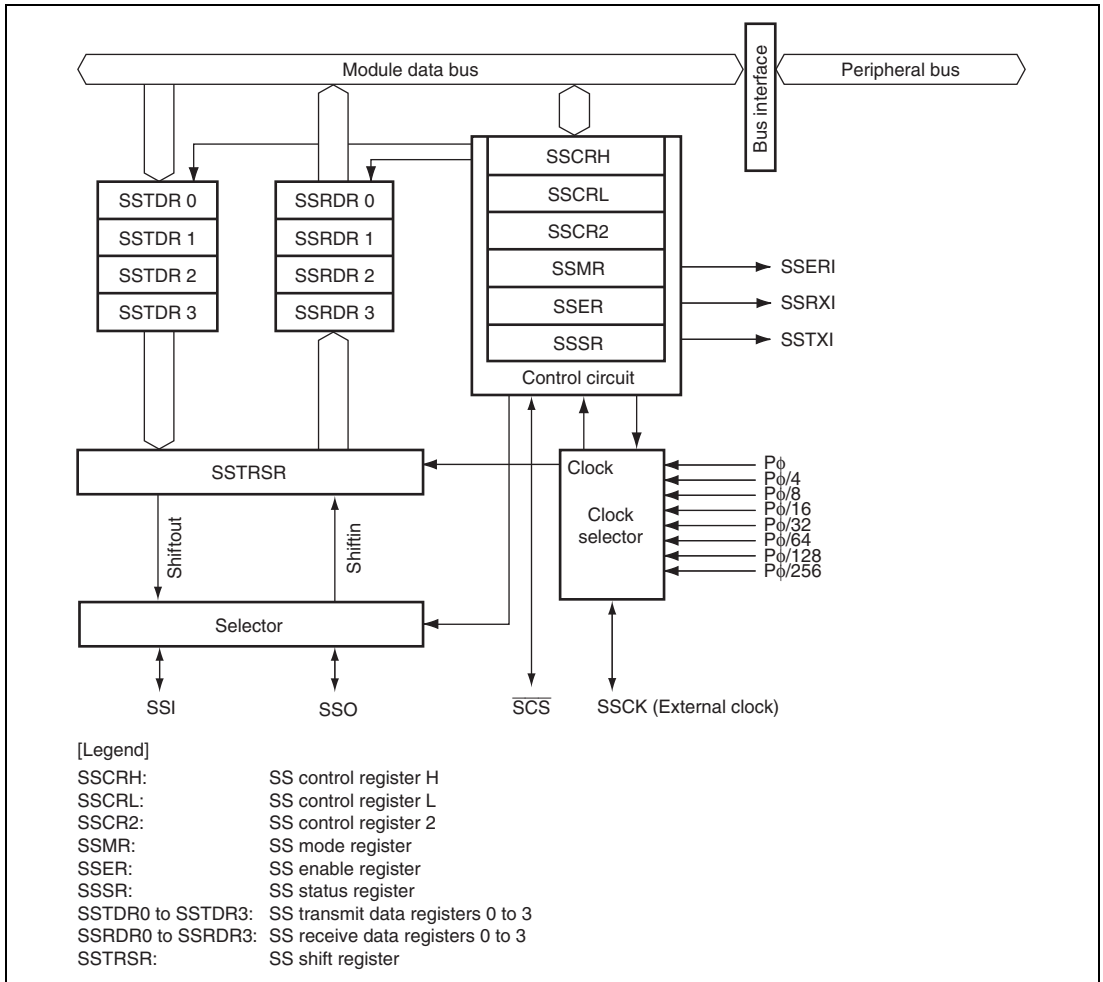 Module data bus
Bus interface
Peripheral bus
SSTDR 0
SSTDR 1
SSTDR 2
SSTDR 3
SSRDR 0
SSRDR 1
SSRDR 2
SSRDR 3
SSCRH
SSCRL
SSCR2
SSMR
SSER
SSSR
Control circuit
SSERI
SSRXI
SSTXI
SSTRSR
Clock
Clock
selector
Pϕ
Pϕ/4
Pϕ/8
Pϕ/16
Pϕ/32
Pϕ/64
Pϕ/128
Pϕ/256
Shiftout
Shiftin
Selector
SSI
SSO
S̅C̅S̅
SSCK (External clock)
[Legend]
SSCRH: SS control register H
SSCRL: SS control register L
SSCR2: SS control register 2
SSMR: SS mode register
SSER: SS enable register
SSSR: SS status register
SSTDR0 to SSTDR3: SS transmit data registers 0 to 3
SSRDR0 to SSRDR3: SS receive data registers 0 to 3
SSTRSR: SS shift register